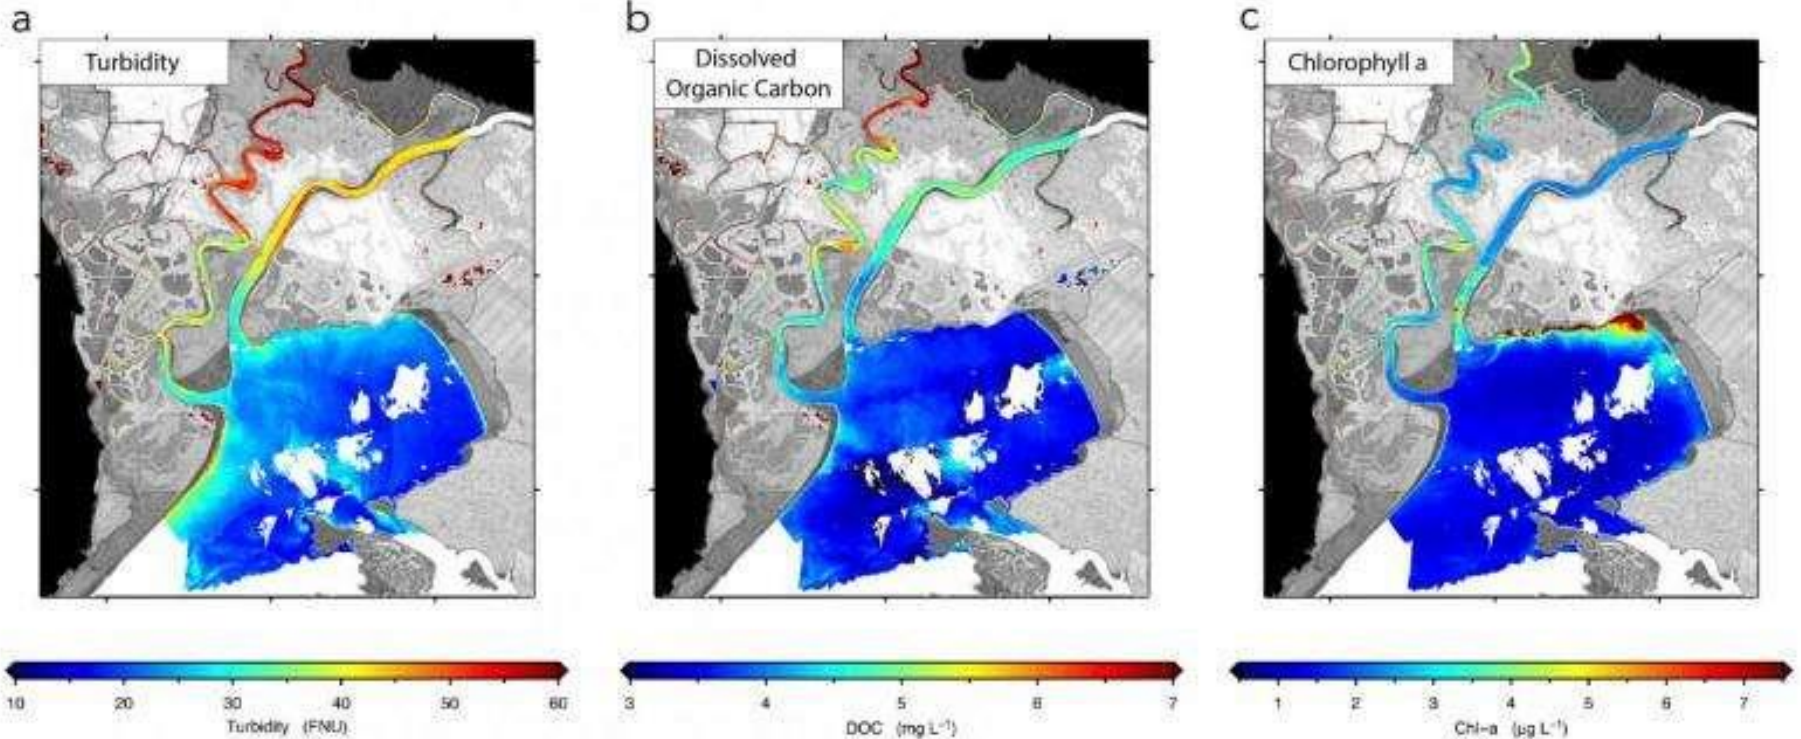 a
Turbidity
b
Dissolved
Organic Carbon
c
Chlorophyll a
10 20 30 40 50 60
Turbidity (FNU)
3 4 5 6 7
DOC (mg L⁻¹)
1 2 3 4 5 6 7
Chl-a (µg L⁻¹)